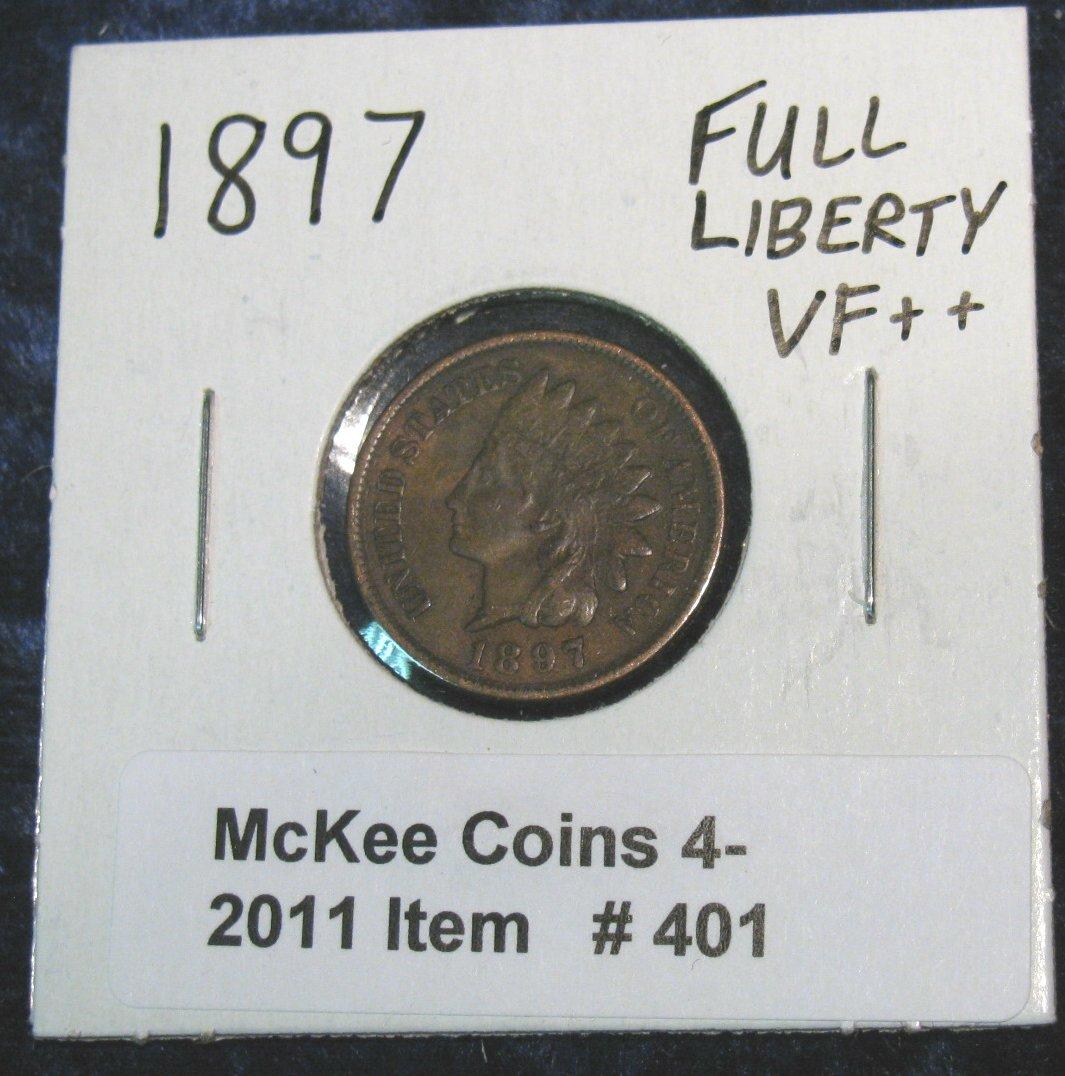 1897
FULL
LIBERTY
VF++
UNITED STATES OF AMERICA
1897
McKee Coins 4-
2011 Item # 401